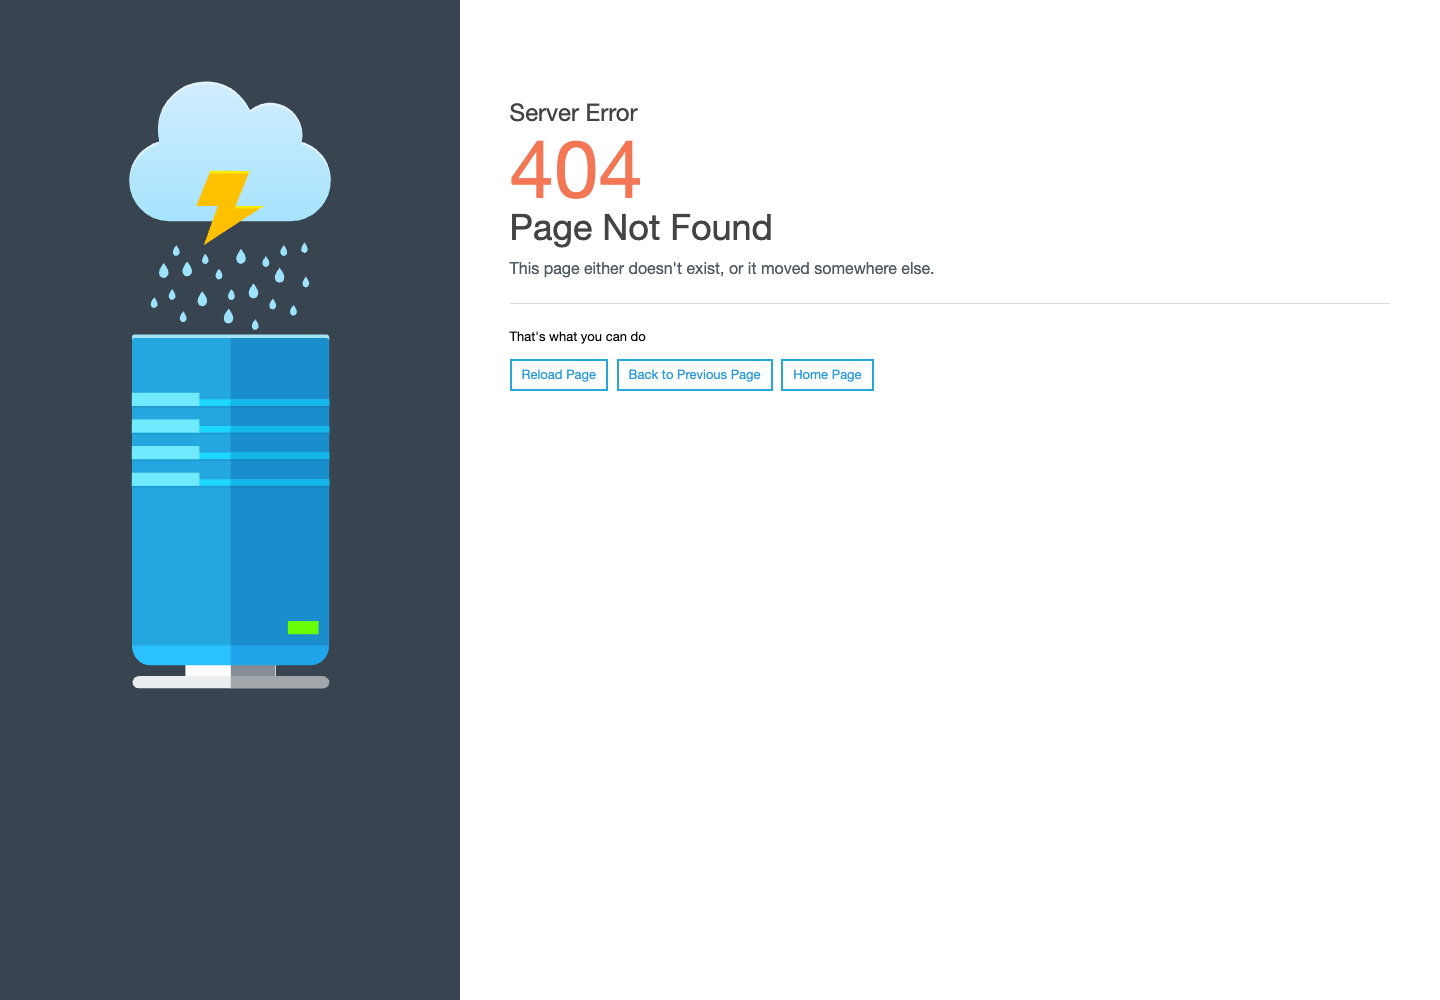 Server Error
404
Page Not Found
This page either doesn't exist, or it moved somewhere else.
That's what you can do
Reload Page Back to Previous Page Home Page